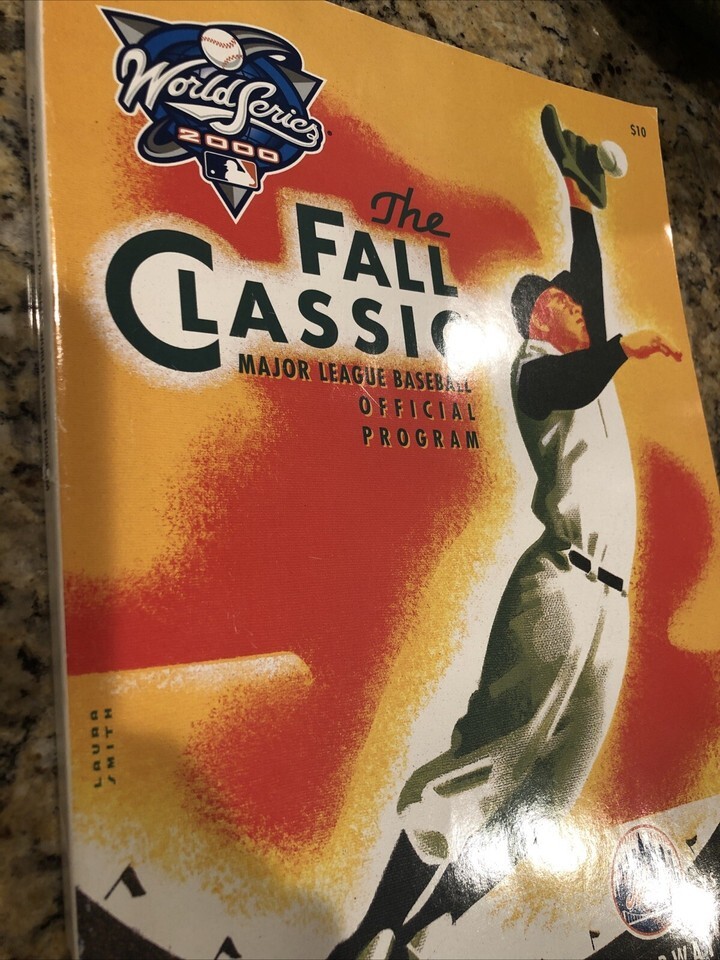 World Series
2000
$10
The
FALL
CLASSIC
MAJOR LEAGUE BASEBALL
OFFICIAL
PROGRAM
LAURA
SMITH